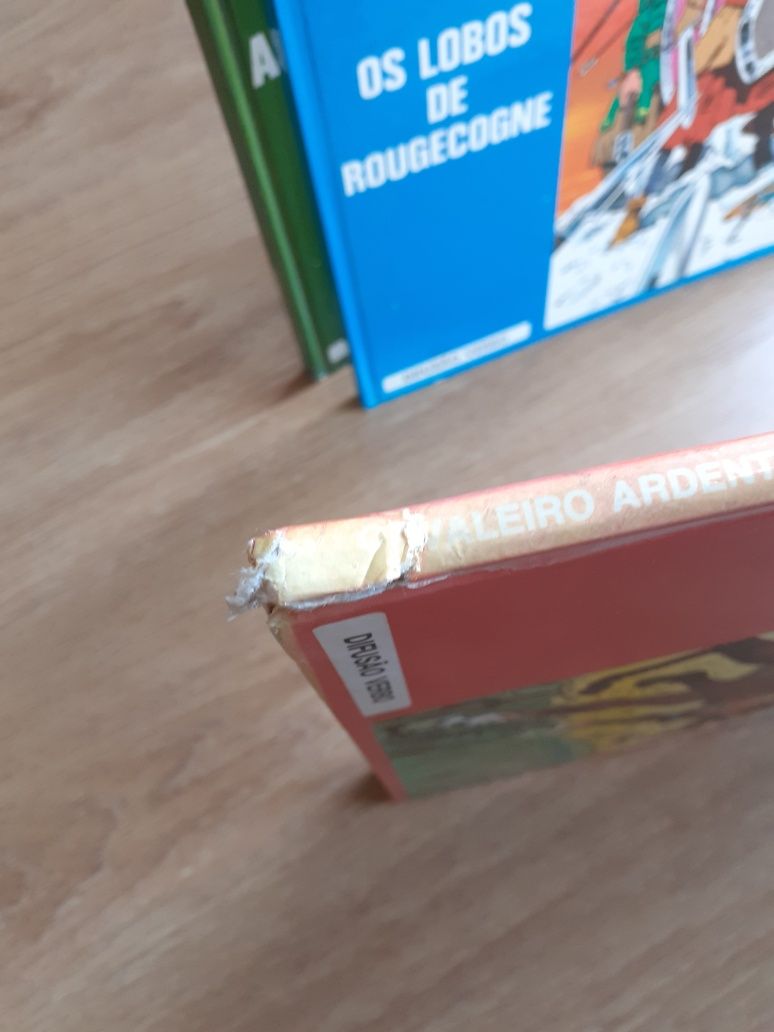 OS LOBOS
DE
ROUGECOGNE
VALEIRO ARDENT
DIFUSÃO VERBO